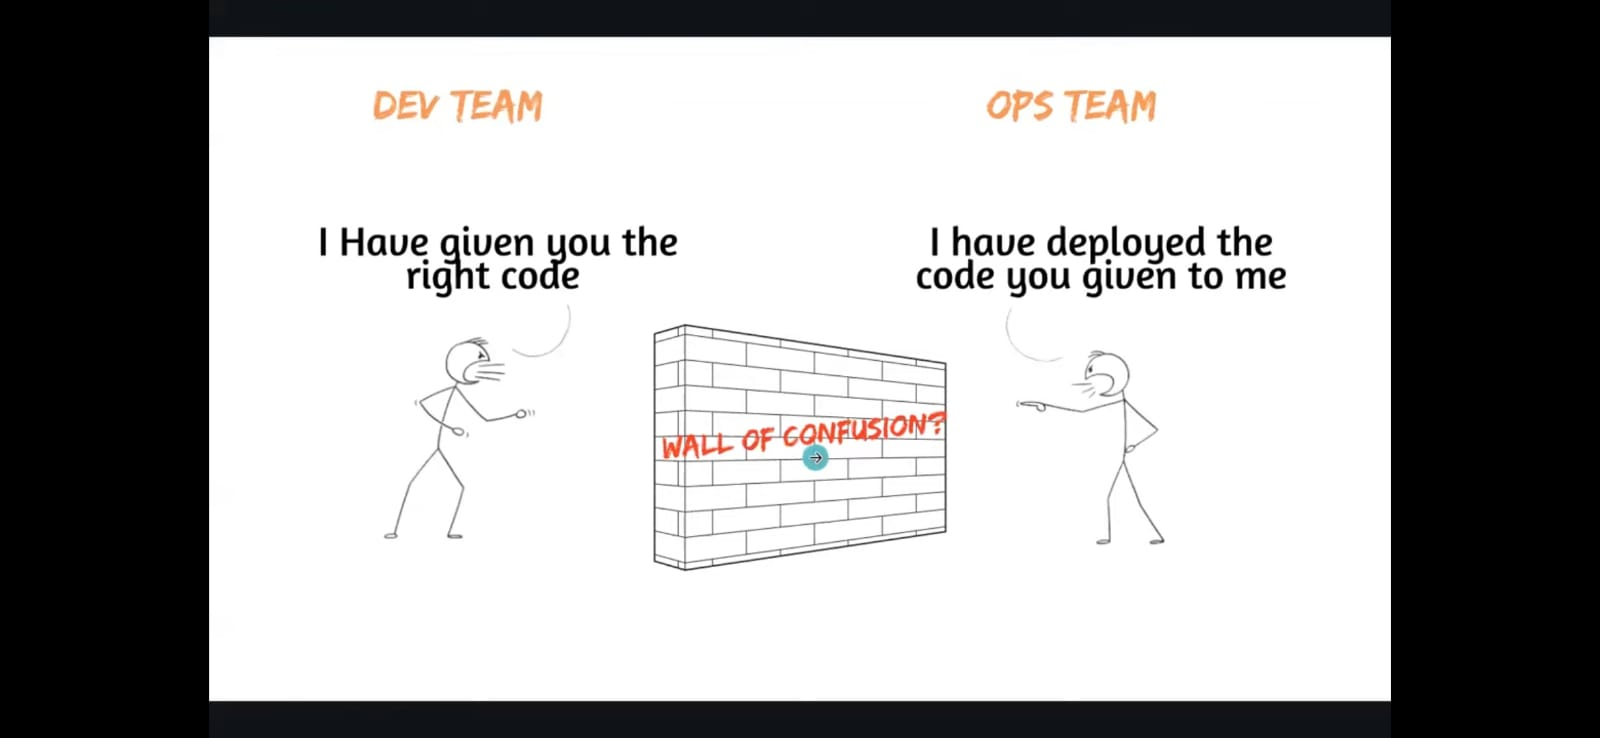 DEV TEAM
OPS TEAM
I Have given you the
right code
I have deployed the
code you given to me
WALL OF CONFUSION?